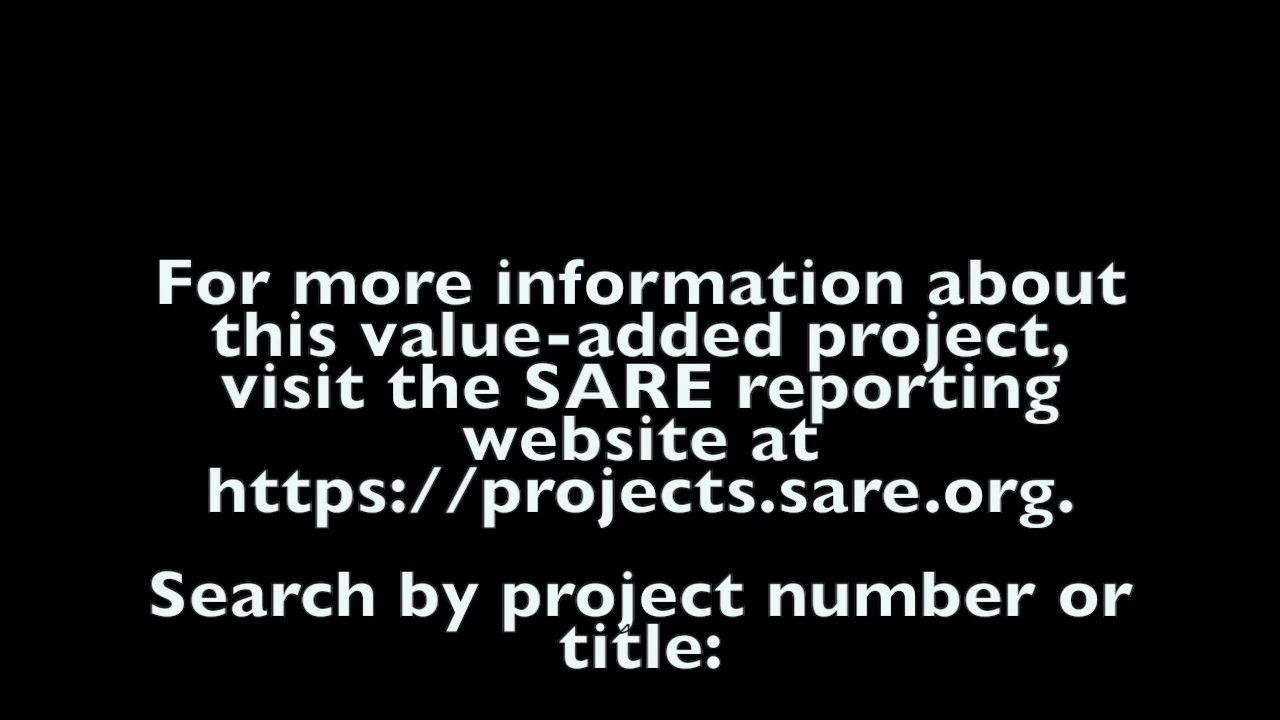 For more information about
this value-added project,
visit the SARE reporting
website at
https://projects.sare.org.
Search by project number or
title: